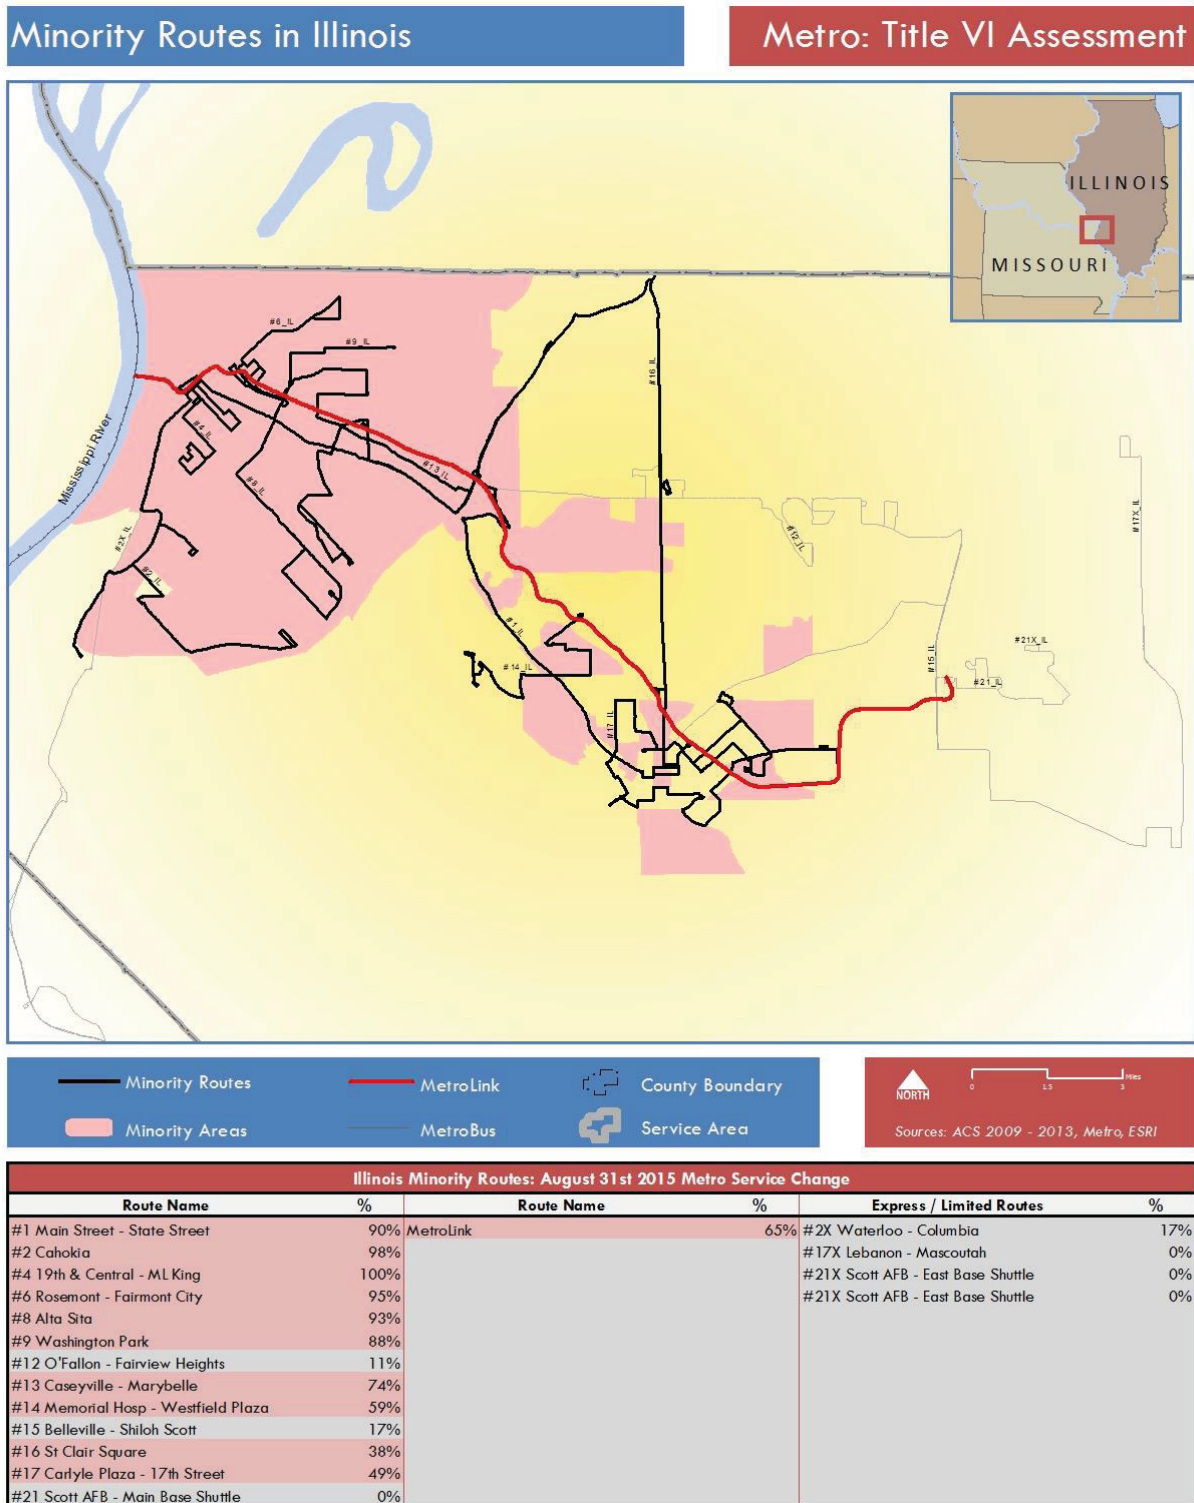 Minority Routes in Illinois
Metro: Title VI Assessment
ILLINOIS
MISSOURI
#6_IL
#9_IL
#16_IL
Mississippi River
#4_IL
#13_IL
#8_IL
#17X_IL
#2X_IL
#12_IL
#2_IL
#1_IL
#14_IL
#15_IL
#21X_IL
#21_IL
#17_IL
Minority Routes
MetroLink
County Boundary
Minority Areas
MetroBus
Service Area
NORTH
0 1.5 3 Miles
Sources: ACS 2009 - 2013, Metro, ESRI
Illinois Minority Routes: August 31st 2015 Metro Service Change
Route Name % Route Name % Express / Limited Routes %
#1 Main Street - State Street 90% MetroLink 65% #2X Waterloo - Columbia 17%
#2 Cahokia 98% #17X Lebanon - Mascoutah 0%
#4 19th & Central - ML King 100% #21X Scott AFB - East Base Shuttle 0%
#6 Rosemont - Fairmont City 95% #21X Scott AFB - East Base Shuttle 0%
#8 Alta Sita 93%
#9 Washington Park 88%
#12 O'Fallon - Fairview Heights 11%
#13 Caseyville - Marybelle 74%
#14 Memorial Hosp - Westfield Plaza 59%
#15 Belleville - Shiloh Scott 17%
#16 St Clair Square 38%
#17 Carlyle Plaza - 17th Street 49%
#21 Scott AFB - Main Base Shuttle 0%